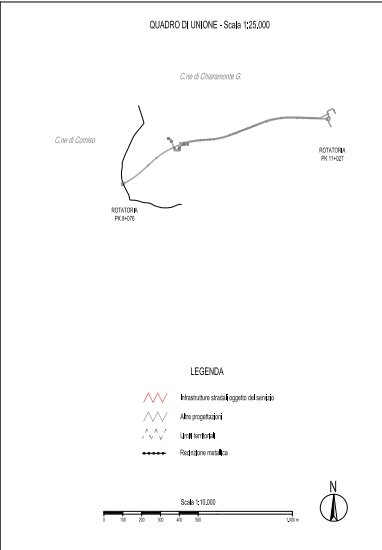 QUADRO DI UNIONE - Scala 1:25.000
C.ne di Chiaramonte G.
C.ne di Comiso
ROTATORIA
PK 11+027
ROTATORIA
PK 8+076
LEGENDA
Infrastrutture stradali oggetto del servizio
Altre progettazioni
Limiti territoriali
Recinzione metallica
N
Scala 1:10.000
0 100 200 300 400 500 1,000 m